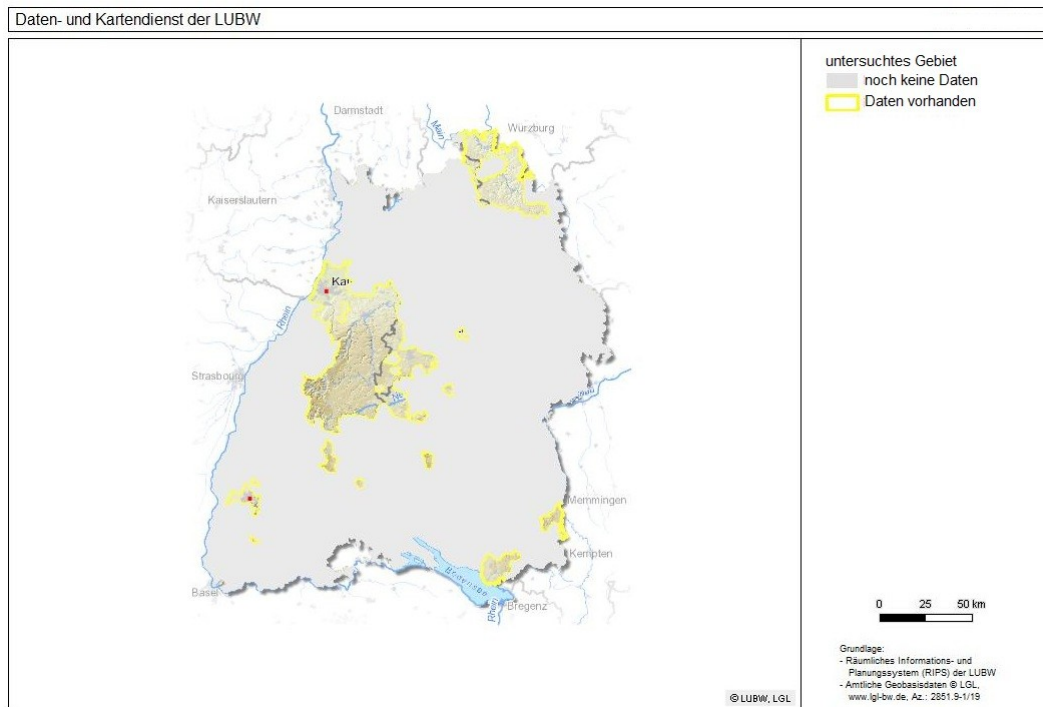 Daten- und Kartendienst der LUBW
untersuchtes Gebiet
noch keine Daten
Daten vorhanden
Darmstadt
Main
Würzburg
Kaiserslautern
Kar
Rhein
Strasbourg
Memmingen
Kempten
Bodensee
Basel
Rhein
Bregenz
0 25 50 km
Grundlage:
- Räumliches Informations- und
Planungssystem (RIPS) der LUBW
- Amtliche Geobasisdaten © LGL,
www.lgl-bw.de, Az.: 2851.9-1/19
© LUBW, LGL